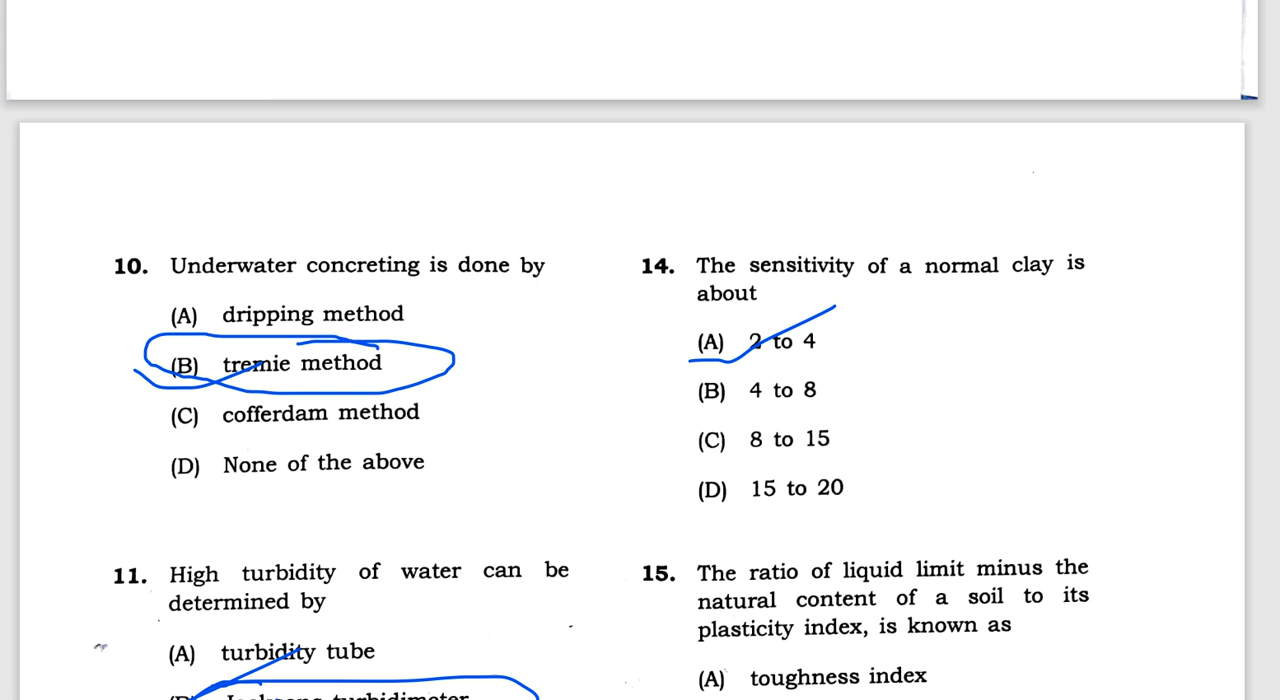 10. Underwater concreting is done by
(A) dripping method
(B) tremie method
(C) cofferdam method
(D) None of the above
11. High turbidity of water can be
determined by
(A) turbidity tube
14. The sensitivity of a normal clay is
about
(A) 2 to 4
(B) 4 to 8
(C) 8 to 15
(D) 15 to 20
15. The ratio of liquid limit minus the
natural content of a soil to its
plasticity index, is known as
(A) toughness index